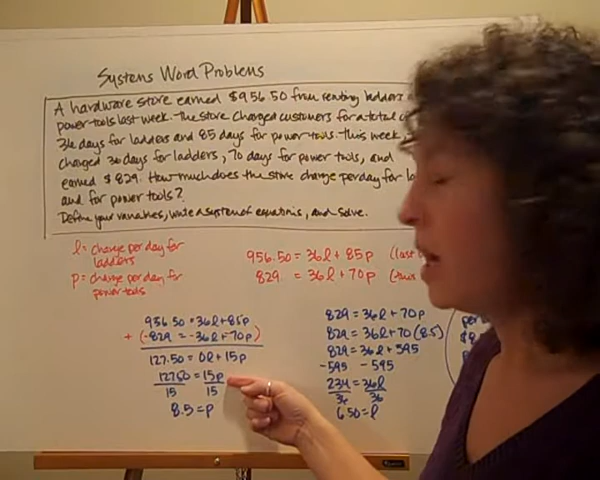 Systems Word Problems
A hardware store earned $956.50 from renting ladders
power tools last week. The store charged customers for a total
36 days for ladders and 85 days for power tools. This week
charged 36 days for ladders, 70 days for power tools, and
earned $829. How much does the store charge per day for
and for power tools?
Define your variables, write a system of equations, and solve.
l = charge per day for
ladders
p = charge per day for
power tools
956.50 = 36l + 85p (last
829 = 36l + 70p (this
956.50 = 36l + 85p
+ (-829 = -36l + -70p)
127.50 = 0l + 15p
127.50 = 15p
15 15
8.5 = p
829 = 36l + 70p
829 = 36l + 70(8.5)
829 = 36l + 595
-595 -595
234 = 36l
36 36
6.50 = l
per
$8